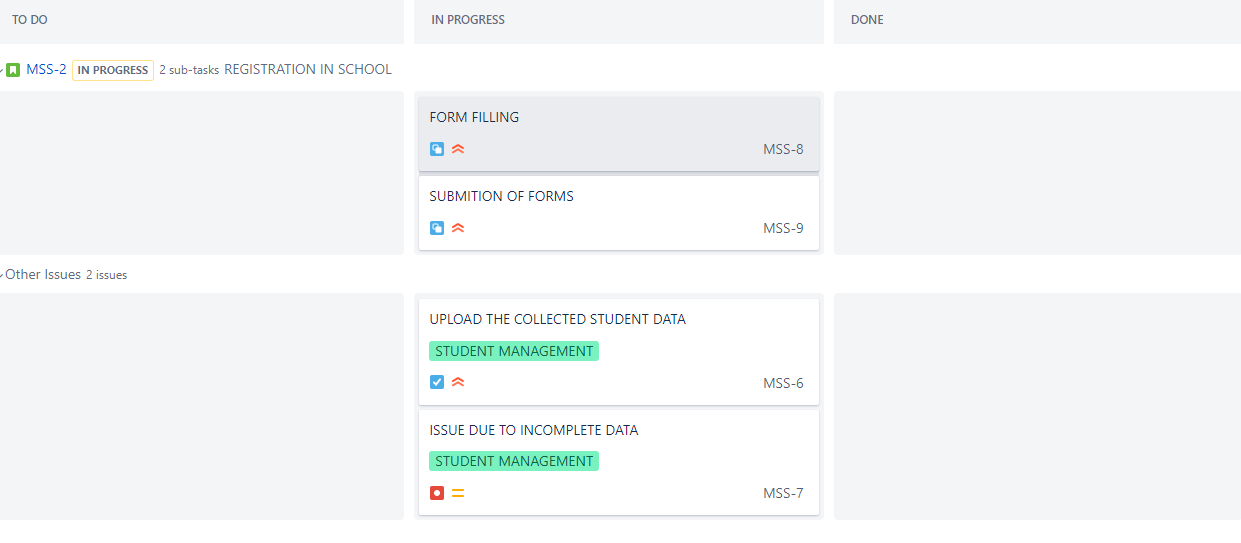 TO DO IN PROGRESS DONE
MSS-2 IN PROGRESS 2 sub-tasks REGISTRATION IN SCHOOL
FORM FILLING
MSS-8
SUBMITION OF FORMS
MSS-9
Other Issues 2 issues
UPLOAD THE COLLECTED STUDENT DATA
STUDENT MANAGEMENT
MSS-6
ISSUE DUE TO INCOMPLETE DATA
STUDENT MANAGEMENT
MSS-7